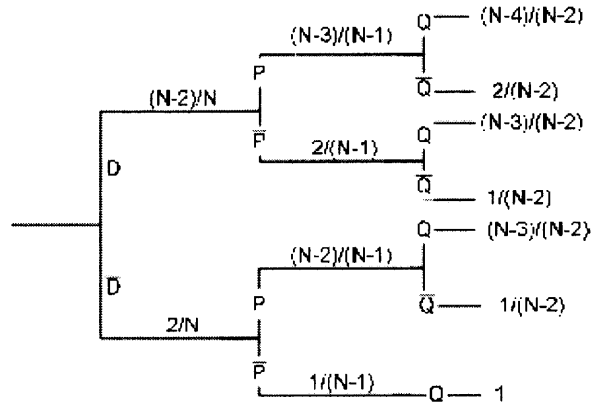 Q (N-4)/(N-2)
(N-3)/(N-1)
P Q̅ 2/(N-2)
(N-2)/N
Q (N-3)/(N-2)
P̅ 2/(N-1)
D Q̅ 1/(N-2)
Q (N-3)/(N-2)
(N-2)/(N-1)
D̅ P Q̅ 1/(N-2)
2/N
P̅ 1/(N-1) Q 1